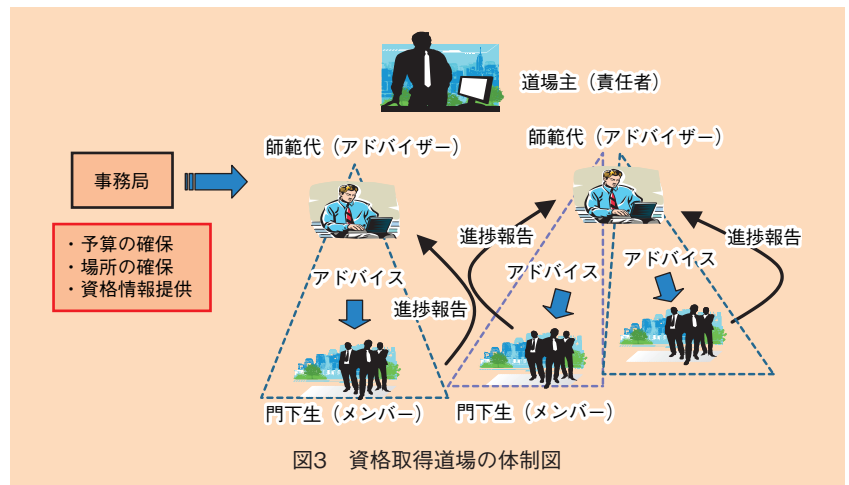 道場主（責任者）
師範代（アドバイザー）
師範代（アドバイザー）
事務局
・予算の確保
・場所の確保
・資格情報提供
アドバイス
進捗報告
進捗報告
アドバイス
アドバイス
進捗報告
門下生（メンバー）
門下生（メンバー）
図3　資格取得道場の体制図